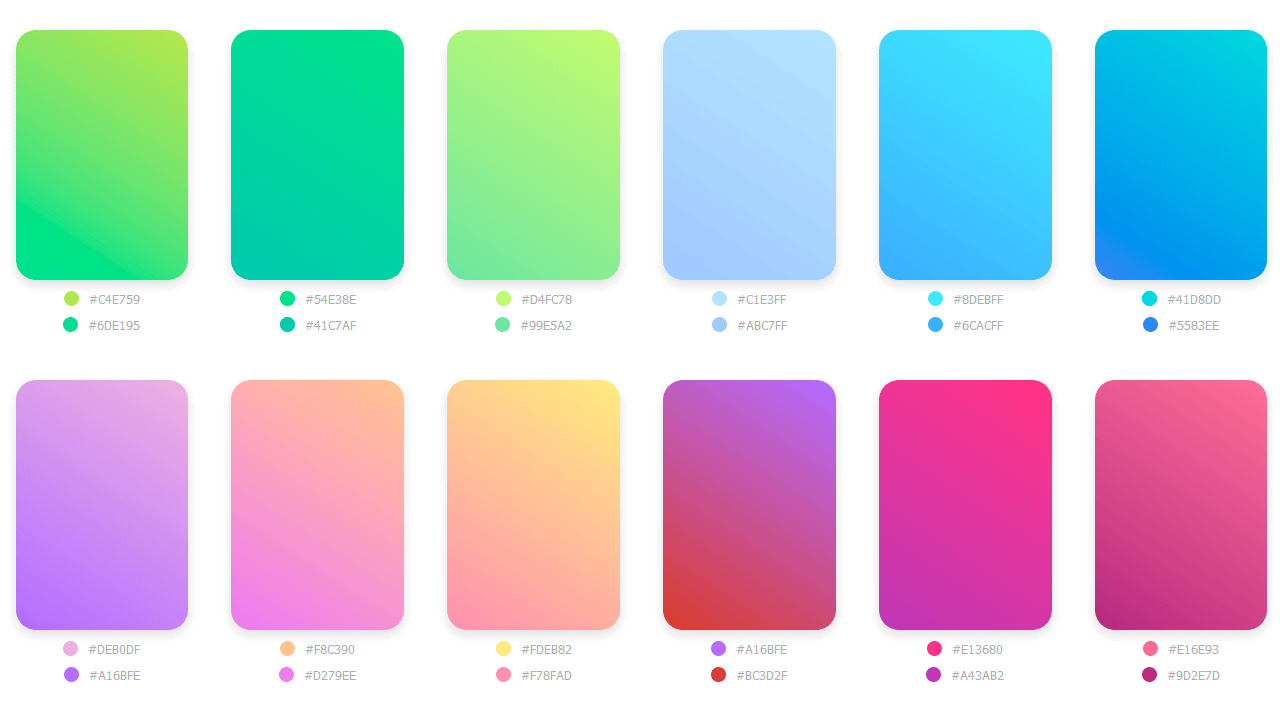 #C4E759 #54E38E #D4FC78 #C1E3FF #8DEBFF #41D8DD
#6DE195 #41C7AF #99E5A2 #ABC7FF #6CACFF #5583EE
#DEB0DF #F8C390 #FDEB82 #A16BFE #E13680 #E16E93
#A16BFE #D279EE #F78FAD #BC3D2F #A43AB2 #9D2E7D